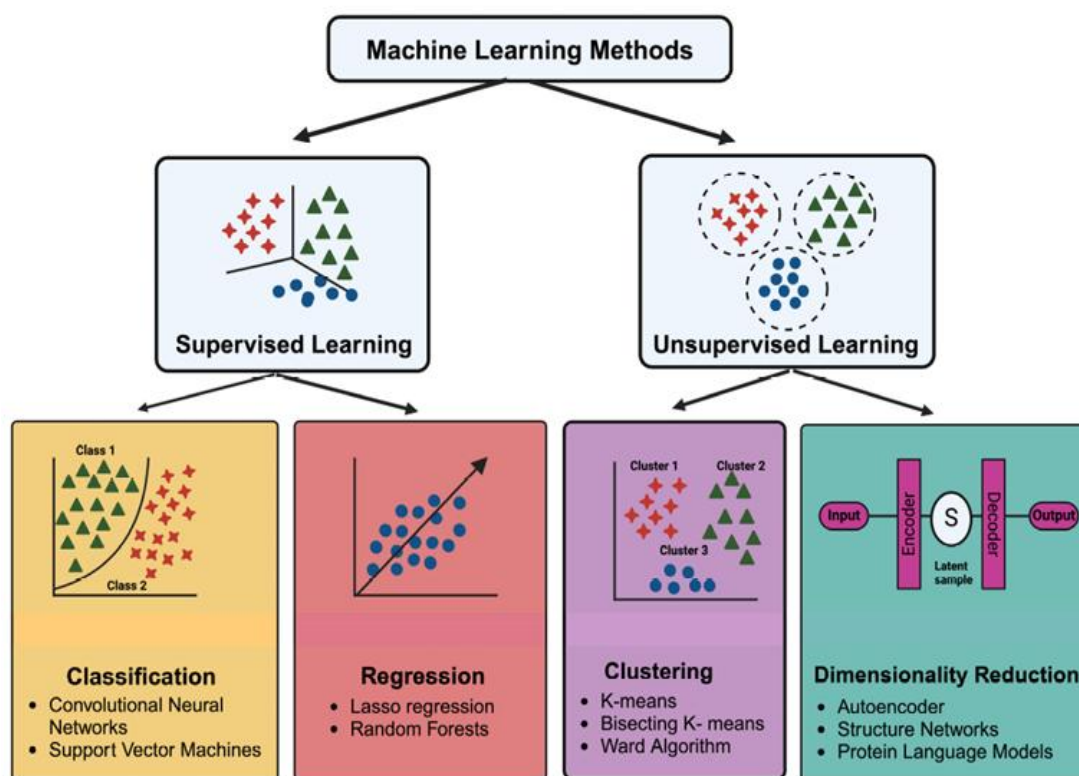 Machine Learning Methods
Supervised Learning
Unsupervised Learning
Class 1
Class 2
Classification
• Convolutional Neural
Networks
• Support Vector Machines
Regression
• Lasso regression
• Random Forests
Cluster 1
Cluster 2
Cluster 3
Clustering
• K-means
• Bisecting K- means
• Ward Algorithm
Input
Encoder
S
Latent
sample
Decoder
Output
Dimensionality Reduction
• Autoencoder
• Structure Networks
• Protein Language Models